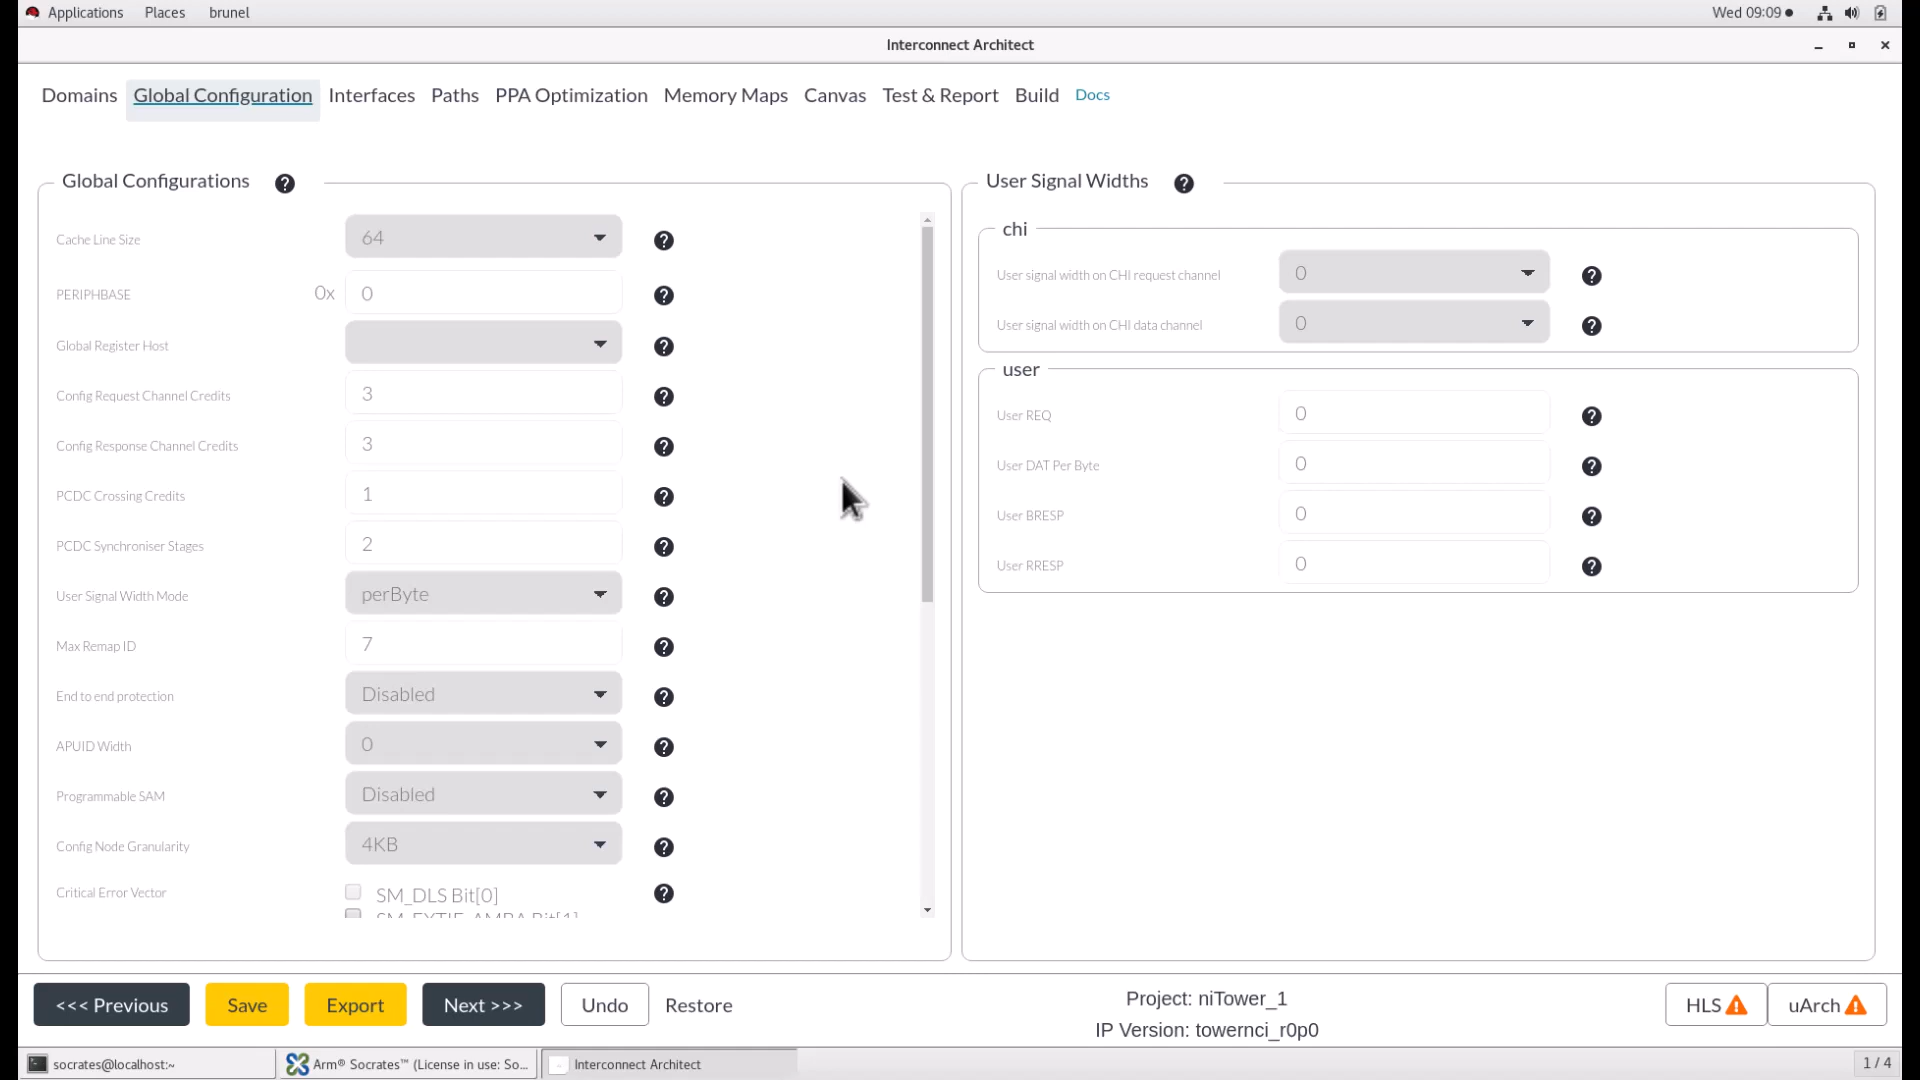 Applications Places brunel Wed 09:09
Interconnect Architect
Domains Global Configuration Interfaces Paths PPA Optimization Memory Maps Canvas Test & Report Build Docs
Global Configurations ?
Cache Line Size 64 ?
PERIPHBASE 0x 0 ?
Global Register Host ?
Config Request Channel Credits 3 ?
Config Response Channel Credits 3 ?
PCDC Crossing Credits 1 ?
PCDC Synchroniser Stages 2 ?
User Signal Width Mode perByte ?
Max Remap ID 7 ?
End to end protection Disabled ?
APUID Width 0 ?
Programmable SAM Disabled ?
Config Node Granularity 4KB ?
Critical Error Vector SM_DLS Bit[0] ?
SM_EXTIF_AMBA Bit[1]
User Signal Widths ?
chi
User signal width on CHI request channel 0 ?
User signal width on CHI data channel 0 ?
user
User REQ 0 ?
User DAT Per Byte 0 ?
User BRESP 0 ?
User RRESP 0 ?
<<< Previous Save Export Next >>> Undo Restore
Project: niTower_1
IP Version: towernci_r0p0
HLS uArch
socrates@localhost:~ Arm® Socrates™ (License in use: So... Interconnect Architect 1 / 4